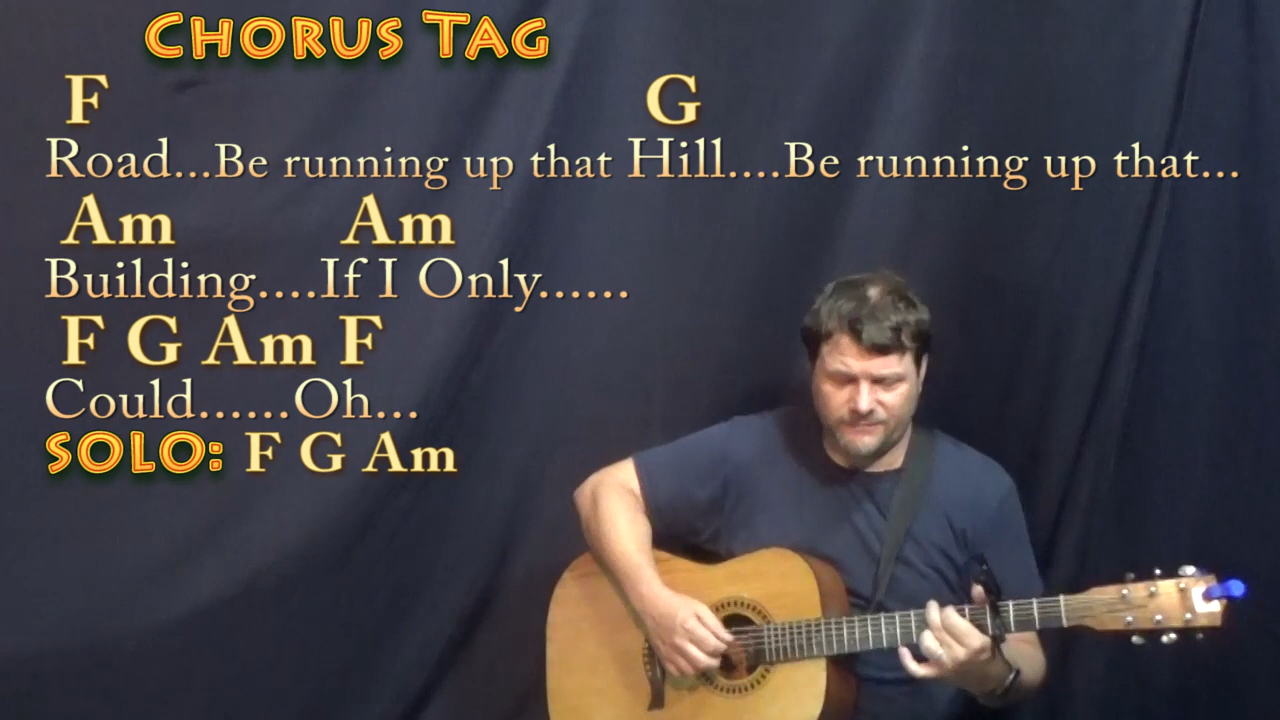 CHORUS TAG
F G
Road...Be running up that Hill....Be running up that...
Am Am
Building....If I Only......
F G Am F
Could......Oh...
SOLO: F G Am